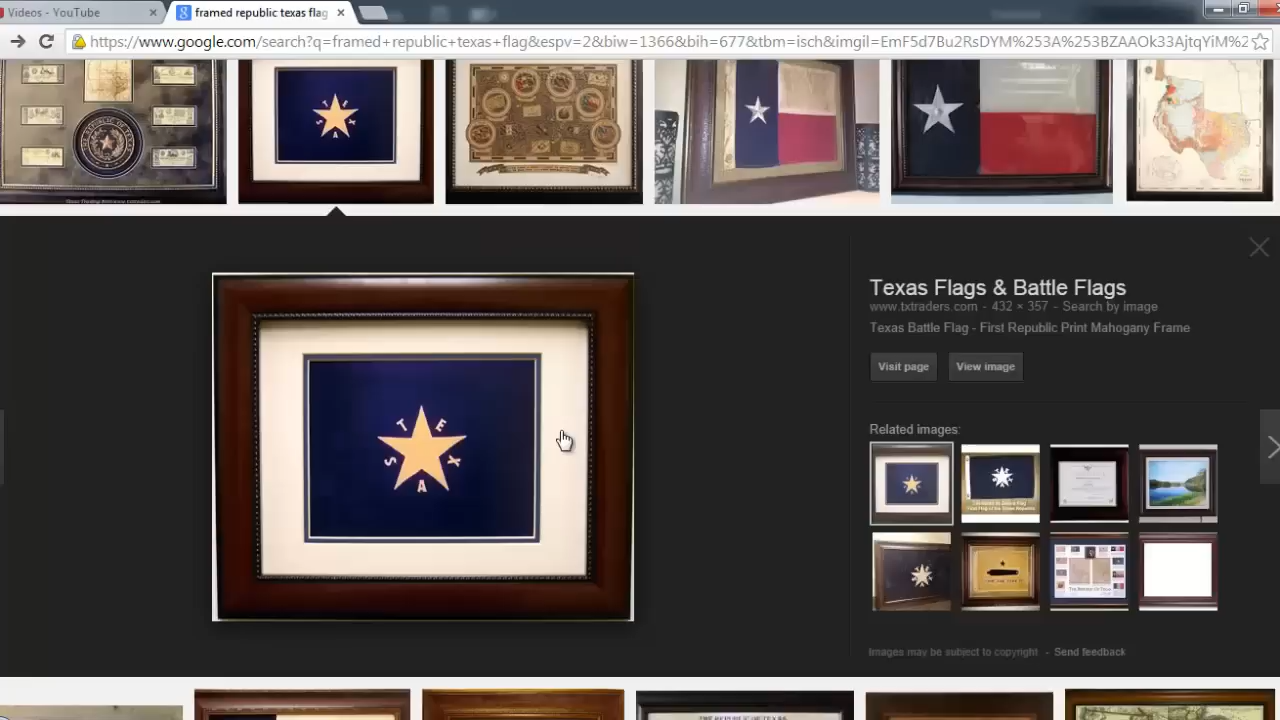 Videos - YouTube
framed republic texas flag
https://www.google.com/search?q=framed+republic+texas+flag&espv=2&biw=1366&bih=677&tbm=isch&imgil=EmF5d7Bu2RsDYM%253A%253BZAAOk33AjtqYiM%2
T E X A S
T E X A S
Texas Flags & Battle Flags
www.txtraders.com - 432 × 357 - Search by image
Texas Battle Flag - First Republic Print Mahogany Frame
Visit page
View image
Related images:
Images may be subject to copyright - Send feedback